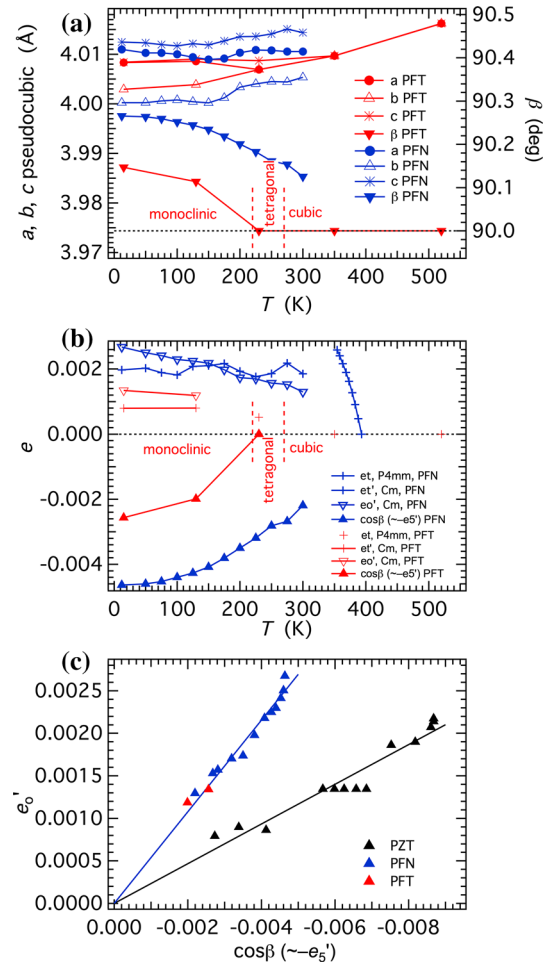 (a)
4.01
4.00
3.99
3.98
3.97
a, b, c pseudocubic (Å)
90.5
90.4
90.3
90.2
90.1
90.0
β (deg)
a PFT
b PFT
c PFT
β PFT
a PFN
b PFN
c PFN
β PFN
monoclinic
tetragonal
cubic
0
100
200
300
400
500
T (K)
(b)
0.002
0.000
-0.002
-0.004
e
monoclinic
tetragonal
cubic
et, P4mm, PFN
et', Cm, PFN
eo', Cm, PFN
cosβ (~–e5') PFN
et, P4mm, PFT
et', Cm, PFT
eo', Cm, PFT
cosβ (~–e5') PFT
0
100
200
300
400
500
T (K)
(c)
0.0025
0.0020
0.0015
0.0010
0.0005
0.0000
eo'
PZT
PFN
PFT
0.000
-0.002
-0.004
-0.006
-0.008
cosβ (~–e5')